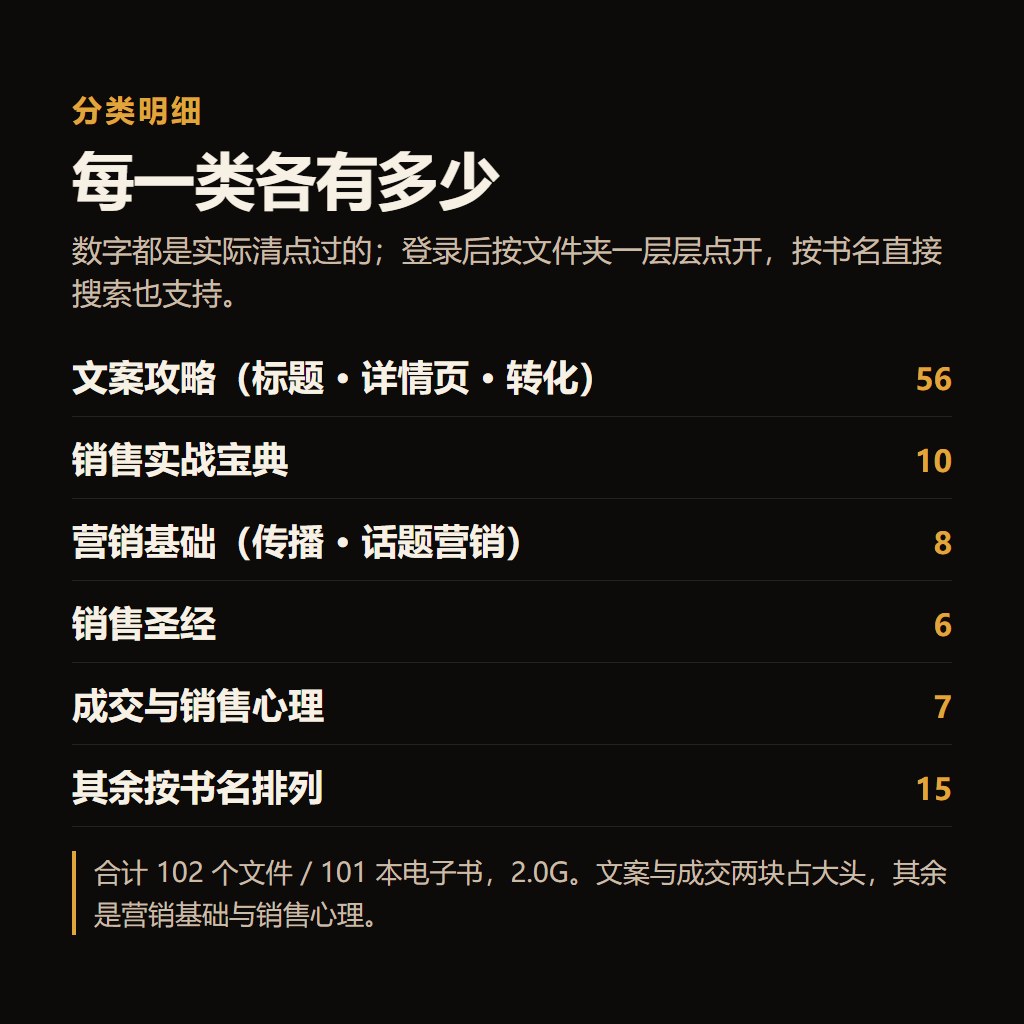 分类明细
每一类各有多少
数字都是实际清点过的；登录后按文件夹一层层点开，按书名直接
搜索也支持。
文案攻略（标题·详情页·转化） 56
销售实战宝典 10
营销基础（传播·话题营销） 8
销售圣经 6
成交与销售心理 7
其余按书名排列 15
合计 102 个文件 / 101 本电子书，2.0G。文案与成交两块占大头，其余
是营销基础与销售心理。